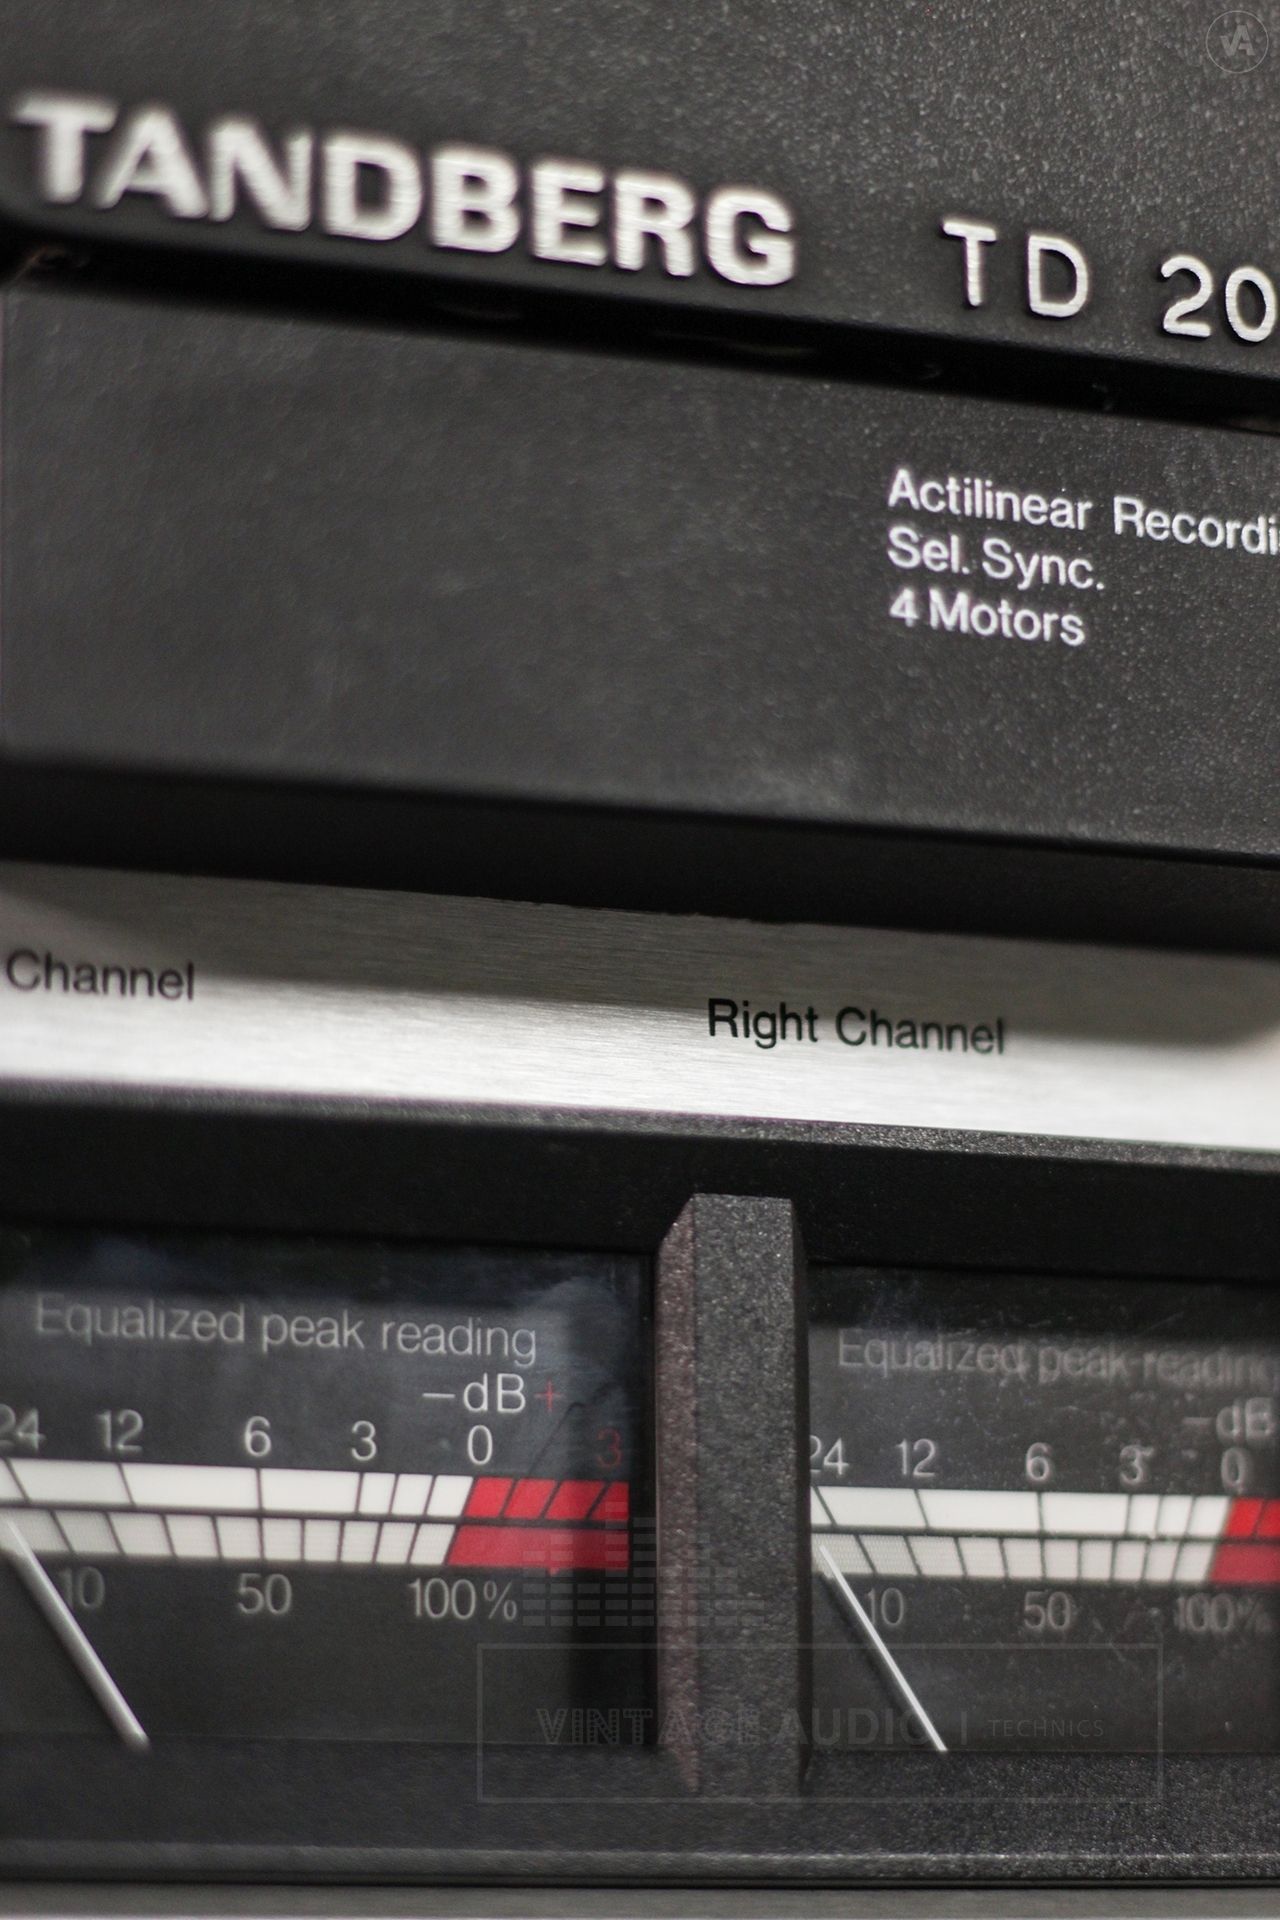 TANDBERG TD 20
Actilinear Recordi
Sel. Sync.
4 Motors
Channel
Right Channel
Equalized peak reading
−dB+
24 12 6 3 0 3
10 50 100%
Equalized peak reading
−dB
24 12 6 3 0
10 50 100%
VINTAGE AUDIO | TECHNICS
VA